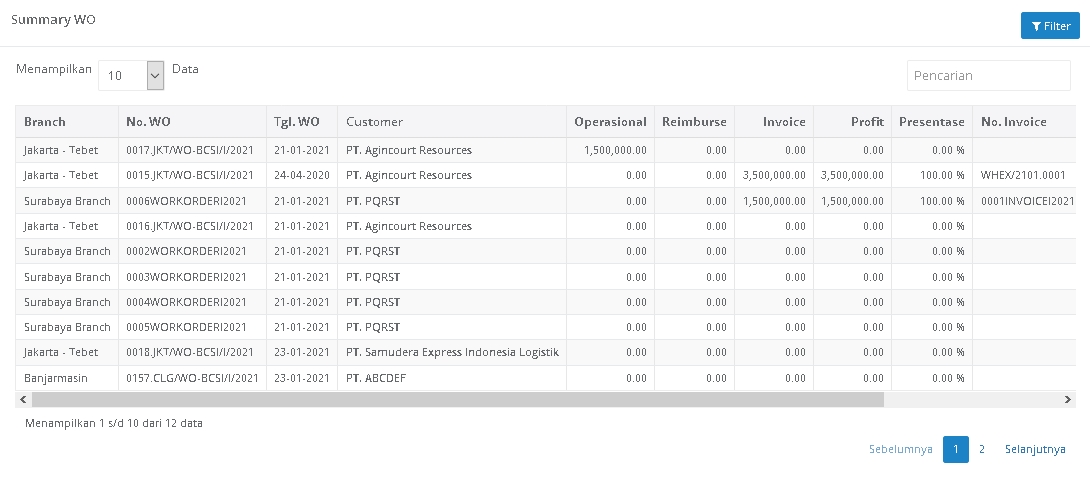 Summary WO
Filter
Menampilkan 10 Data
Pencarian
Branch No. WO Tgl. WO Customer Operasional Reimburse Invoice Profit Presentase No. Invoice
Jakarta - Tebet 0017.JKT/WO-BCSI/I/2021 21-01-2021 PT. Agincourt Resources 1,500,000.00 0.00 0.00 0.00 0.00 %
Jakarta - Tebet 0015.JKT/WO-BCSI/I/2021 24-04-2020 PT. Agincourt Resources 0.00 0.00 3,500,000.00 3,500,000.00 100.00 % WHEX/2101.0001
Surabaya Branch 0006WORKORDERI2021 21-01-2021 PT. PQRST 0.00 0.00 1,500,000.00 1,500,000.00 100.00 % 0001INVOICEI2021
Jakarta - Tebet 0016.JKT/WO-BCSI/I/2021 21-01-2021 PT. Agincourt Resources 0.00 0.00 0.00 0.00 0.00 %
Surabaya Branch 0002WORKORDERI2021 21-01-2021 PT. PQRST 0.00 0.00 0.00 0.00 0.00 %
Surabaya Branch 0003WORKORDERI2021 21-01-2021 PT. PQRST 0.00 0.00 0.00 0.00 0.00 %
Surabaya Branch 0004WORKORDERI2021 21-01-2021 PT. PQRST 0.00 0.00 0.00 0.00 0.00 %
Surabaya Branch 0005WORKORDERI2021 21-01-2021 PT. PQRST 0.00 0.00 0.00 0.00 0.00 %
Jakarta - Tebet 0018.JKT/WO-BCSI/I/2021 23-01-2021 PT. Samudera Express Indonesia Logistik 0.00 0.00 0.00 0.00 0.00 %
Banjarmasin 0157.CLG/WO-BCSI/I/2021 23-01-2021 PT. ABCDEF 0.00 0.00 0.00 0.00 0.00 %
Menampilkan 1 s/d 10 dari 12 data
Sebelumnya 1 2 Selanjutnya